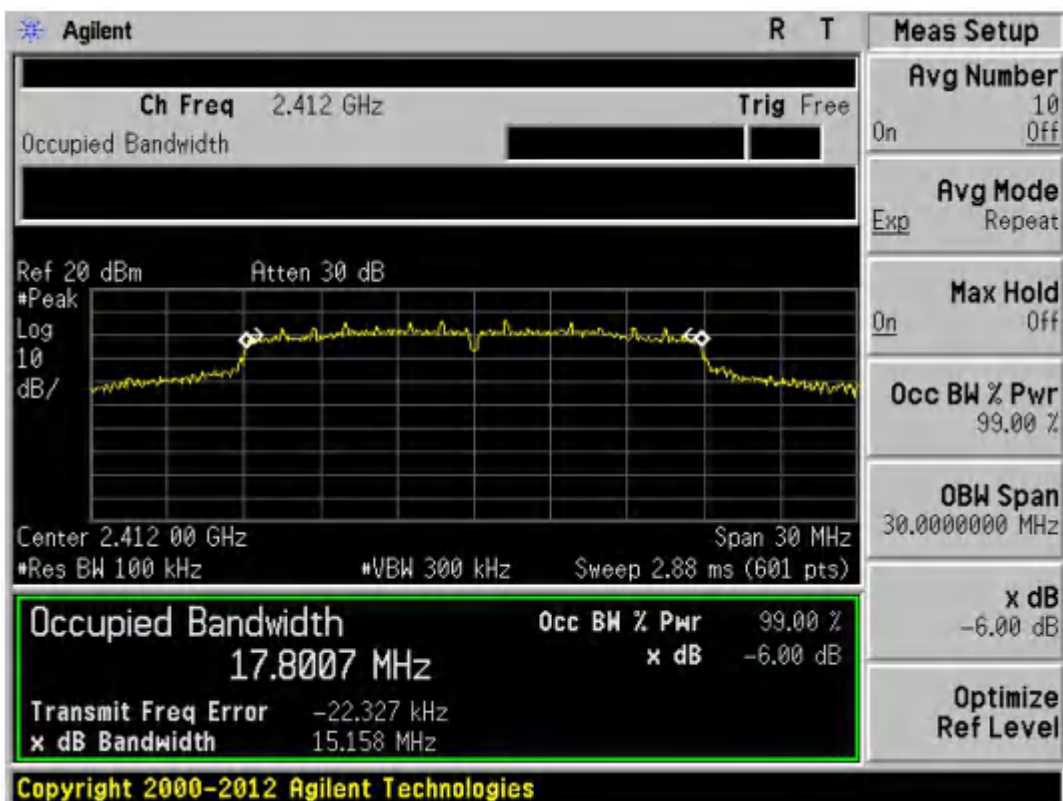 Agilent R T
Ch Freq 2.412 GHz Trig Free
Occupied Bandwidth
Ref 20 dBm Atten 30 dB
#Peak
Log
10
dB/
Center 2.412 00 GHz Span 30 MHz
#Res BW 100 kHz #VBW 300 kHz Sweep 2.88 ms (601 pts)
Occupied Bandwidth
17.8007 MHz
Occ BW % Pwr 99.00 %
x dB -6.00 dB
Transmit Freq Error -22.327 kHz
x dB Bandwidth 15.158 MHz
Copyright 2000-2012 Agilent Technologies
Meas Setup
Avg Number
10
On Off
Avg Mode
Exp Repeat
Max Hold
On Off
Occ BW % Pwr
99.00 %
OBW Span
30.0000000 MHz
x dB
-6.00 dB
Optimize
Ref Level